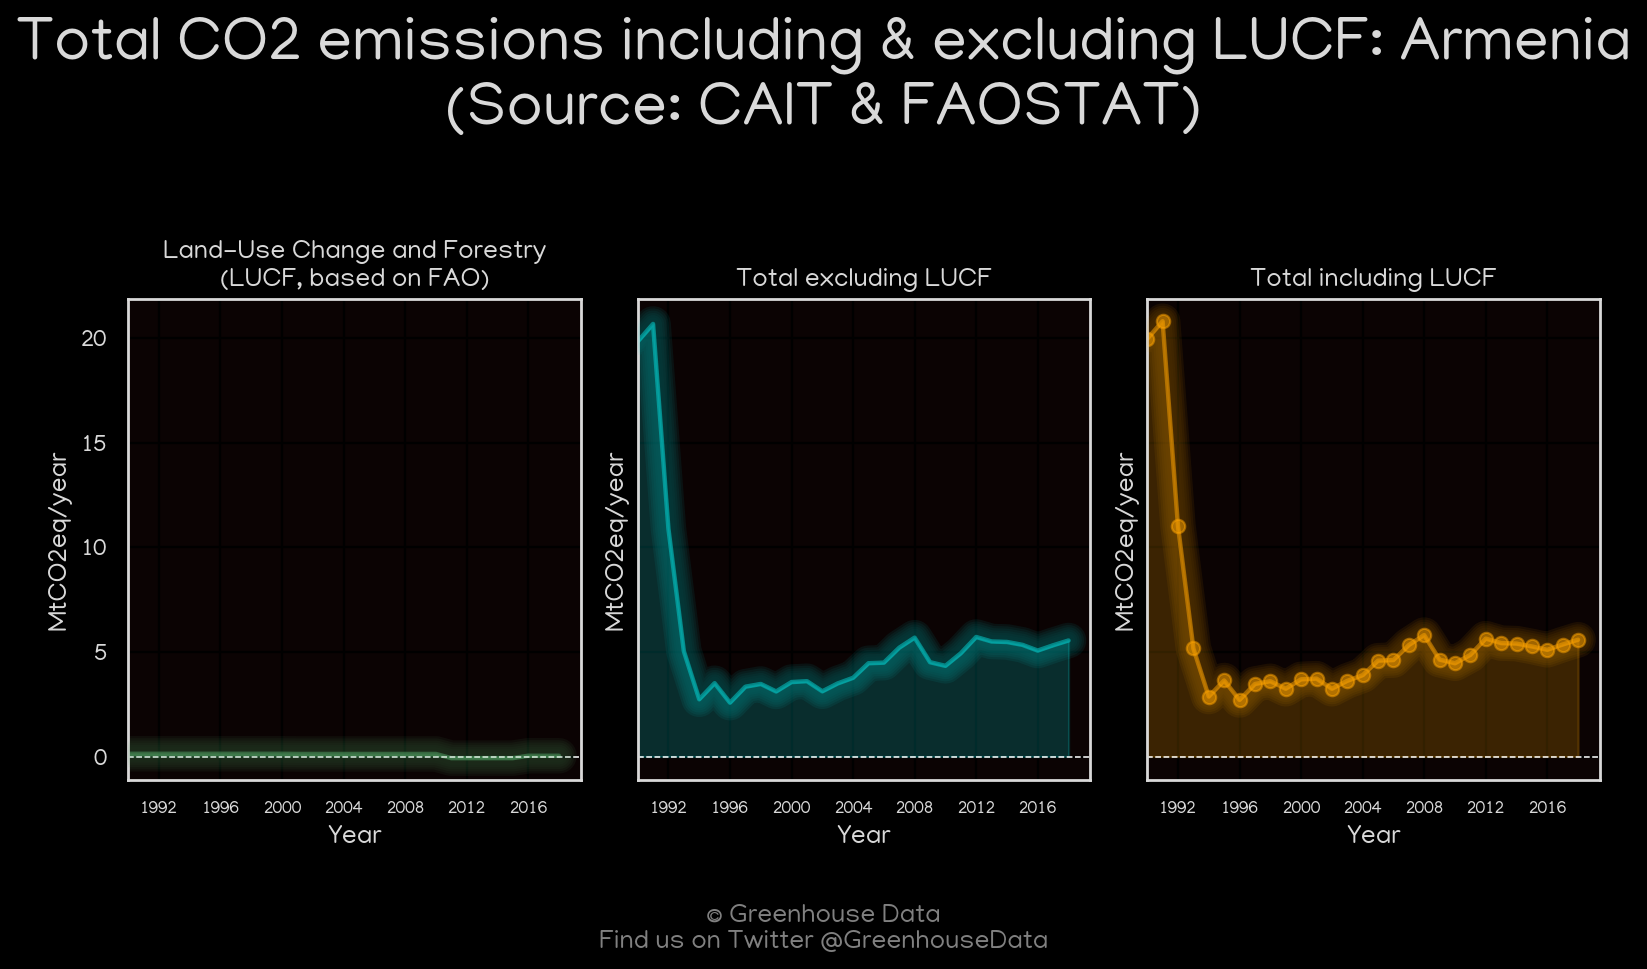 Total CO2 emissions including & excluding LUCF: Armenia
(Source: CAIT & FAOSTAT)
Land-Use Change and Forestry
(LUCF, based on FAO)
Total excluding LUCF
Total including LUCF
20
15
10
5
0
MtCO2eq/year
MtCO2eq/year
MtCO2eq/year
1992 1996 2000 2004 2008 2012 2016
1992 1996 2000 2004 2008 2012 2016
1992 1996 2000 2004 2008 2012 2016
Year
Year
Year
© Greenhouse Data
Find us on Twitter @GreenhouseData